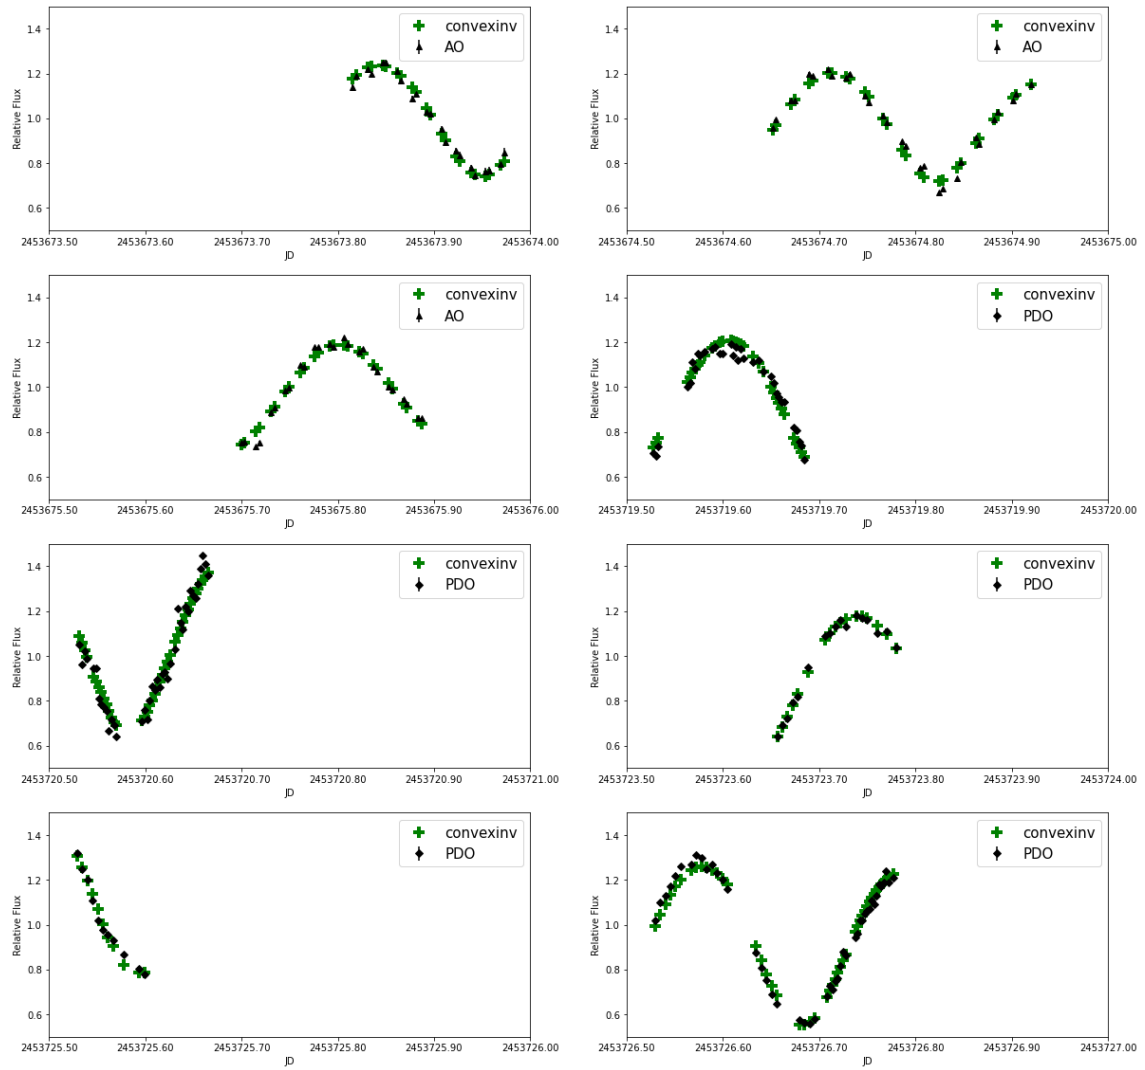 1.4
1.2
1.0
0.8
0.6
Relative Flux
convexinv
AO
2453673.50 2453673.60 2453673.70 2453673.80 2453673.90 2453674.00
JD
1.4
1.2
1.0
0.8
0.6
Relative Flux
convexinv
AO
2453674.50 2453674.60 2453674.70 2453674.80 2453674.90 2453675.00
JD
1.4
1.2
1.0
0.8
0.6
Relative Flux
convexinv
AO
2453675.50 2453675.60 2453675.70 2453675.80 2453675.90 2453676.00
JD
1.4
1.2
1.0
0.8
0.6
Relative Flux
convexinv
PDO
2453719.50 2453719.60 2453719.70 2453719.80 2453719.90 2453720.00
JD
1.4
1.2
1.0
0.8
0.6
Relative Flux
convexinv
PDO
2453720.50 2453720.60 2453720.70 2453720.80 2453720.90 2453721.00
JD
1.4
1.2
1.0
0.8
0.6
Relative Flux
convexinv
PDO
2453723.50 2453723.60 2453723.70 2453723.80 2453723.90 2453724.00
JD
1.4
1.2
1.0
0.8
0.6
Relative Flux
convexinv
PDO
2453725.50 2453725.60 2453725.70 2453725.80 2453725.90 2453726.00
JD
1.4
1.2
1.0
0.8
0.6
Relative Flux
convexinv
PDO
2453726.50 2453726.60 2453726.70 2453726.80 2453726.90 2453727.00
JD